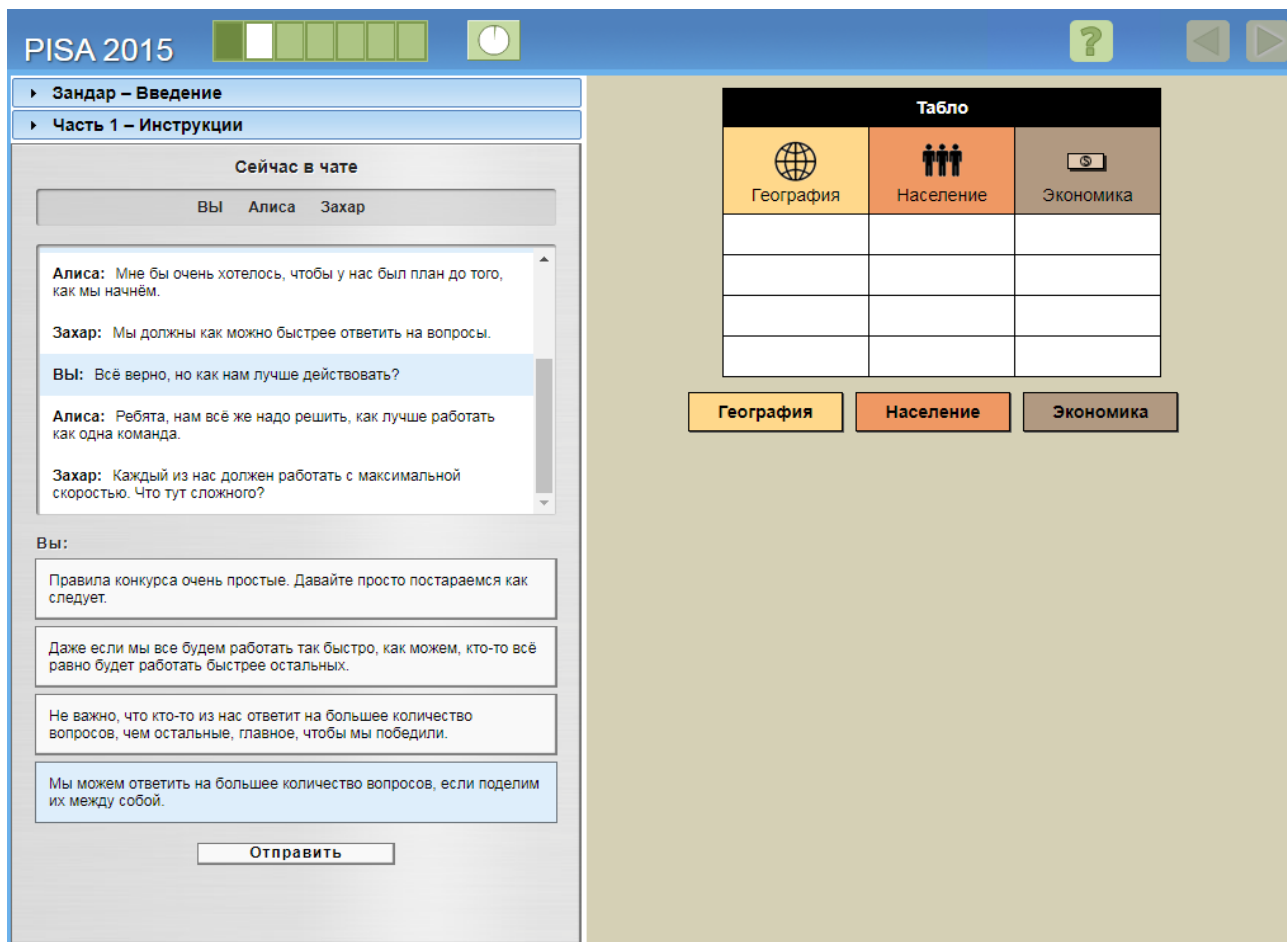 PISA 2015
?
Зандар – Введение
Часть 1 – Инструкции
Сейчас в чате
ВЫ Алиса Захар
Алиса: Мне бы очень хотелось, чтобы у нас был план до того,
как мы начнём.
Захар: Мы должны как можно быстрее ответить на вопросы.
ВЫ: Всё верно, но как нам лучше действовать?
Алиса: Ребята, нам всё же надо решить, как лучше работать
как одна команда.
Захар: Каждый из нас должен работать с максимальной
скоростью. Что тут сложного?
Вы:
Правила конкурса очень простые. Давайте просто постараемся как
следует.
Даже если мы все будем работать так быстро, как можем, кто-то всё
равно будет работать быстрее остальных.
Не важно, что кто-то из нас ответит на большее количество
вопросов, чем остальные, главное, чтобы мы победили.
Мы можем ответить на большее количество вопросов, если поделим
их между собой.
Отправить
Табло
$
География Население Экономика
География Население Экономика